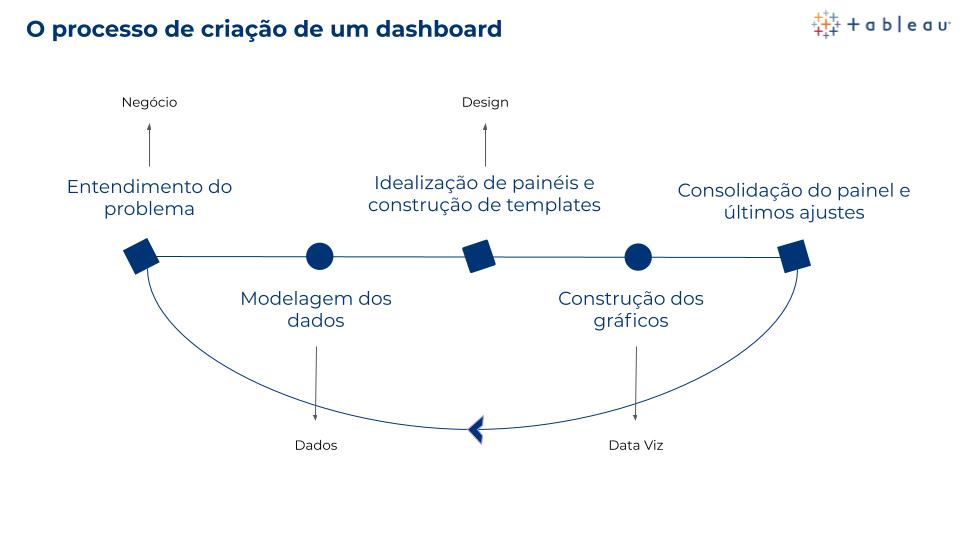 O processo de criação de um dashboard
+ableau
Negócio
Design
Entendimento do
problema
Idealização de painéis e
construção de templates
Consolidação do painel e
últimos ajustes
Modelagem dos
dados
Construção dos
gráficos
Dados
Data Viz